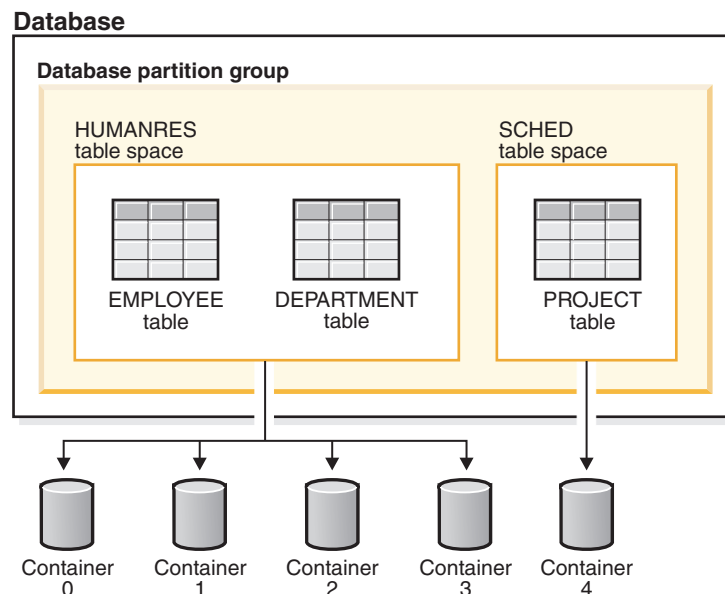 Database
Database partition group
HUMANRES
table space
SCHED
table space
EMPLOYEE
table
DEPARTMENT
table
PROJECT
table
Container
0
Container
1
Container
2
Container
3
Container
4